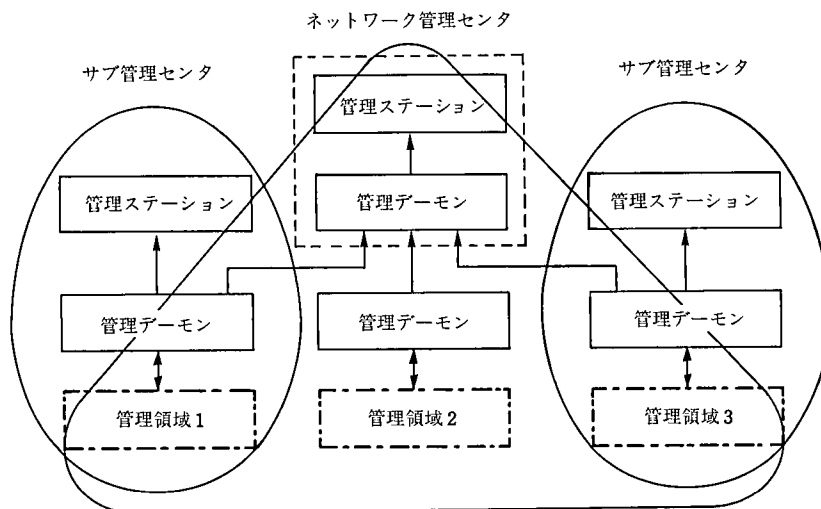 ネットワーク管理センタ
サブ管理センタ
サブ管理センタ
管理ステーション
管理ステーション
管理ステーション
管理デーモン
管理デーモン
管理デーモン
管理デーモン
管理領域1
管理領域2
管理領域3